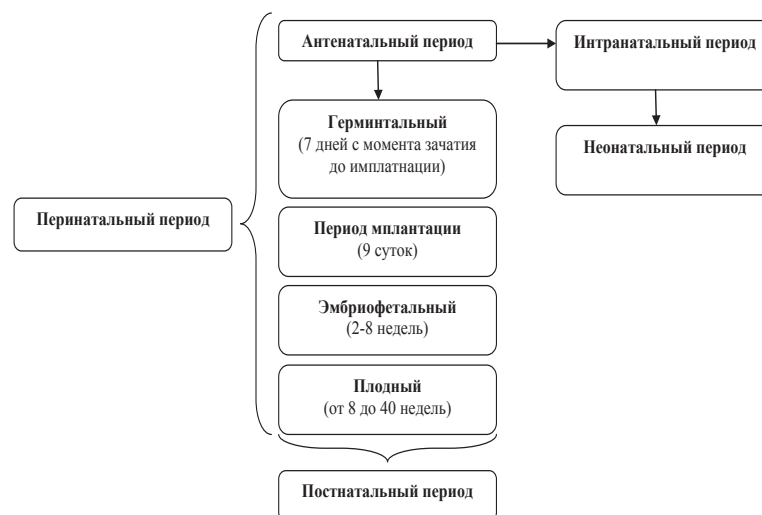 Антенатальный период
Интранатальный период
Герминтальный
(7 дней с момента зачатия
до имплатнации)
Неонатальный период
Перинатальный период
Период мплантации
(9 суток)
Эмбриофетальный
(2-8 недель)
Плодный
(от 8 до 40 недель)
Постнатальный период